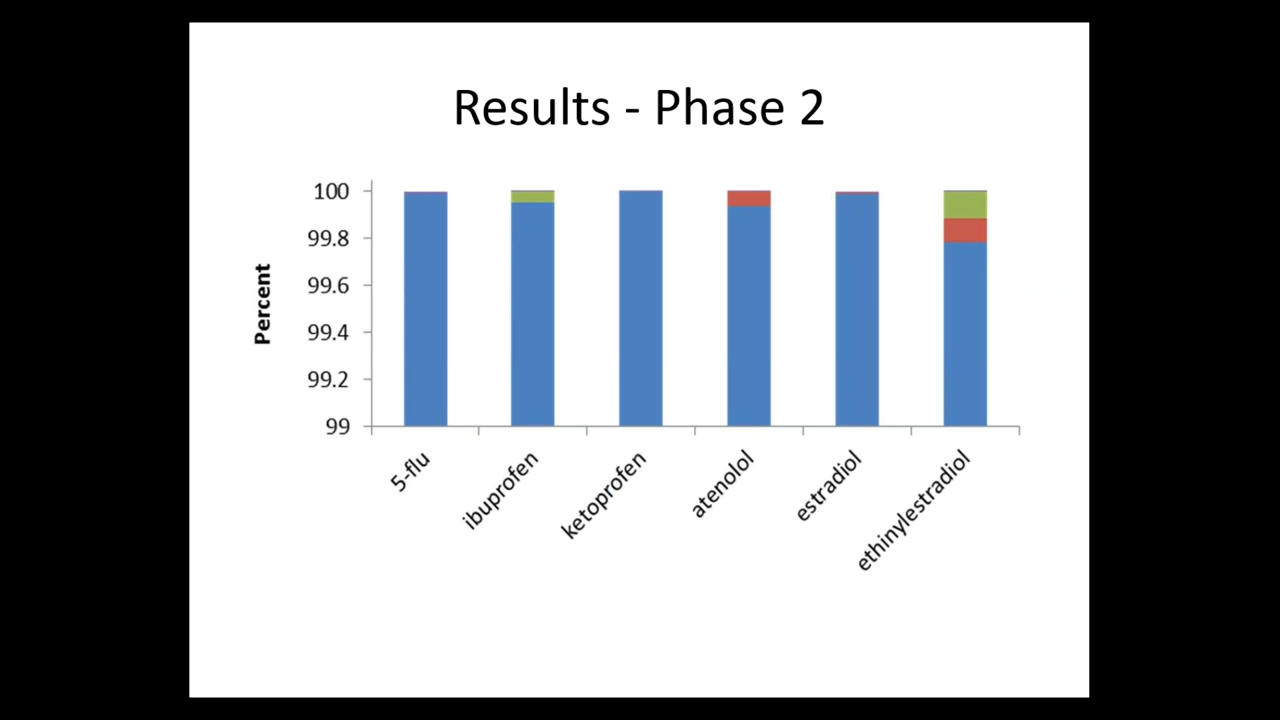 Results - Phase 2
100
99.8
99.6
99.4
99.2
99
Percent
5-flu
ibuprofen
ketoprofen
atenolol
estradiol
ethinylestradiol